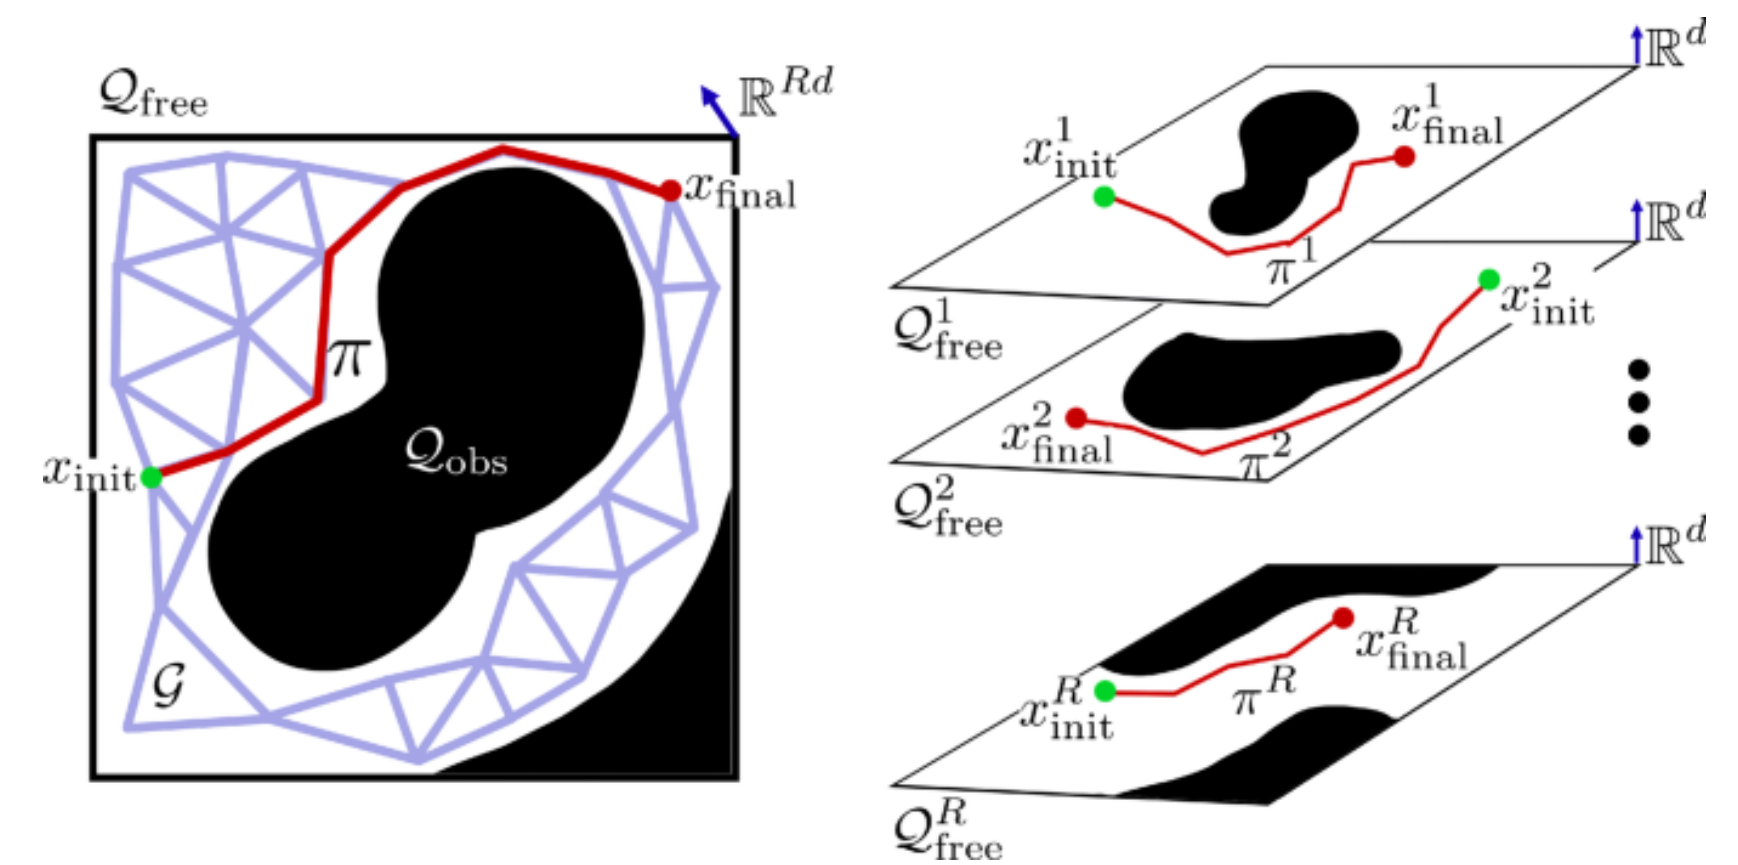 𝒬_free
ℝ^{Rd}
x_final
π
𝒬_obs
x_init
𝒢
ℝ^d
x^1_init
x^1_final
π^1
𝒬^1_free
ℝ^d
x^2_init
x^2_final
π^2
𝒬^2_free
ℝ^d
x^R_final
x^R_init
π^R
𝒬^R_free